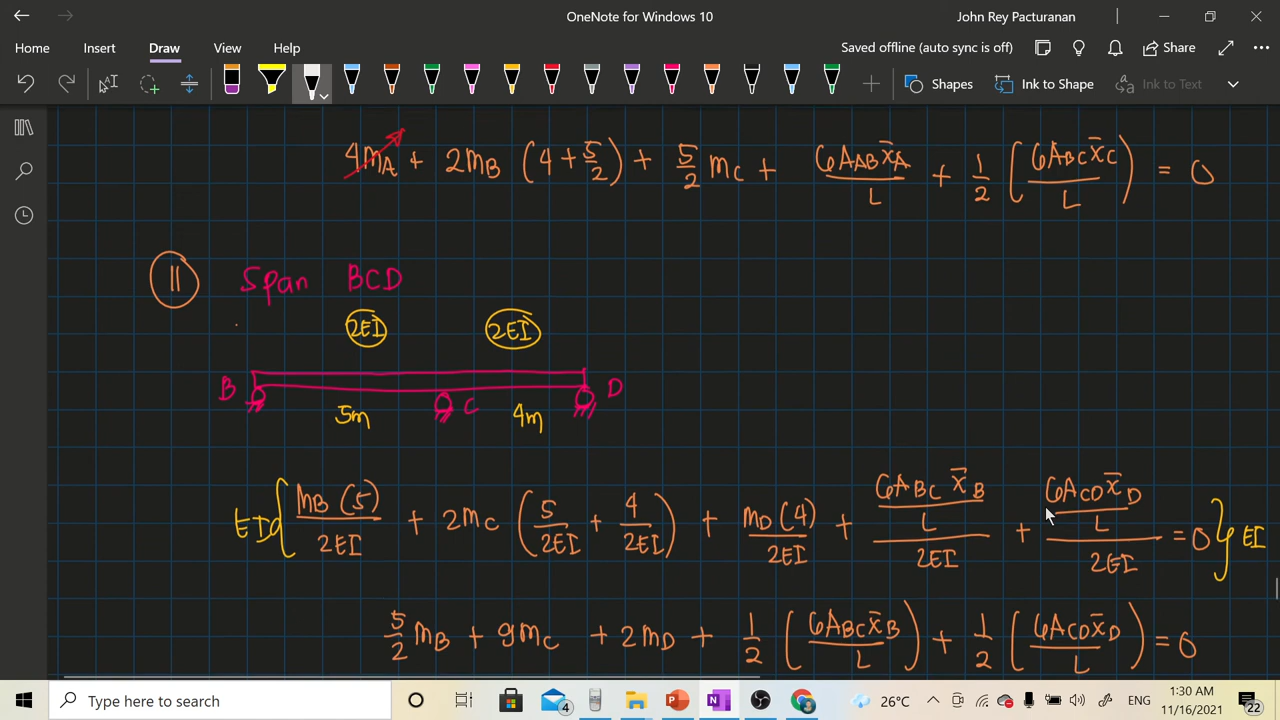 OneNote for Windows 10
John Rey Pacturanan
Home Insert Draw View Help
Saved offline (auto sync is off)
Share
Shapes
Ink to Shape
Ink to Text
4MA + 2MB (4 + 5/2) + 5/2 MC + 6AAB x̄A/L + 1/2 (6ABC x̄C/L) = 0
II Span BCD
2EI 2EI
B C D
5m 4m
EI { MB(5)/2EI + 2MC (5/2EI + 4/2EI) + MD(4)/2EI + 6ABC x̄B/L/2EI + 6ACD x̄D/L/2EI = 0 } EI
5/2 MB + 9MC + 2MD + 1/2 (6ABC x̄B/L) + 1/2 (6ACD x̄D/L) = 0
Type here to search
4
26°C
ENG
1:30 AM
11/16/2021
22